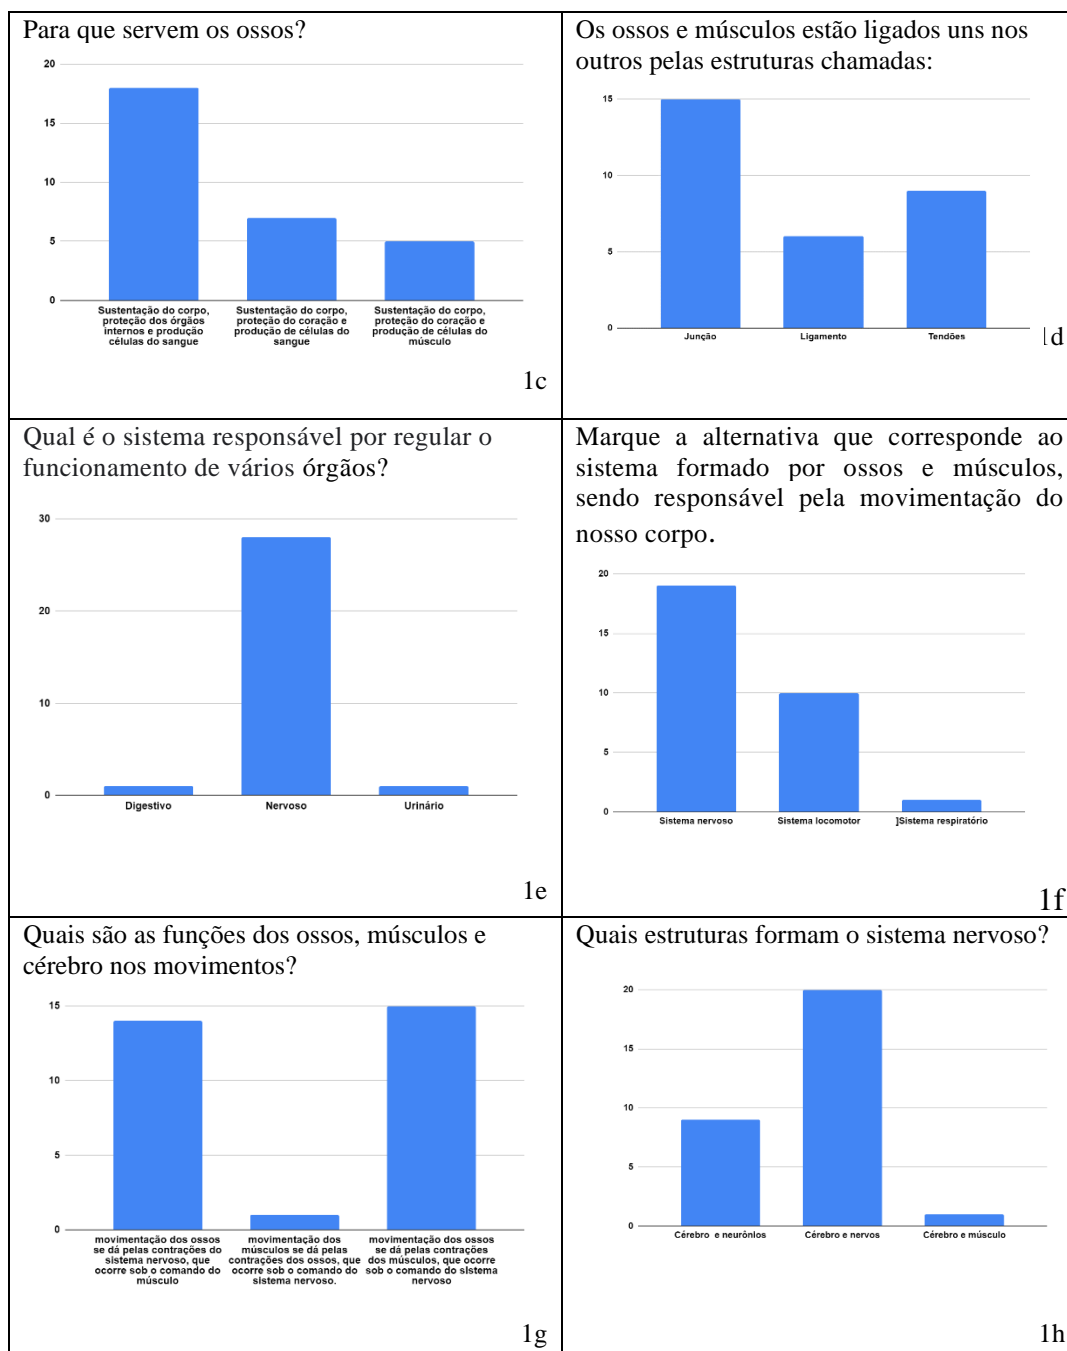 Para que servem os ossos?
20
15
10
5
0
Sustentação do corpo,
proteção dos órgãos
internos e produção
células do sangue
Sustentação do corpo,
proteção do coração e
produção de células do
sangue
Sustentação do corpo,
proteção do coração e
produção de células do
músculo
1c
Os ossos e músculos estão ligados uns nos
outros pelas estruturas chamadas:
15
10
5
0
Junção
Ligamento
Tendões
1d
Qual é o sistema responsável por regular o
funcionamento de vários órgãos?
30
20
10
0
Digestivo
Nervoso
Urinário
1e
Marque a alternativa que corresponde ao
sistema formado por ossos e músculos,
sendo responsável pela movimentação do
nosso corpo.
20
15
10
5
0
Sistema nervoso
Sistema locomotor
]Sistema respiratório
1f
Quais são as funções dos ossos, músculos e
cérebro nos movimentos?
15
10
5
0
movimentação dos ossos
se dá pelas contrações do
sistema nervoso, que
ocorre sob o comando do
músculo
movimentação dos
músculos se dá pelas
contrações dos ossos, que
ocorre sob o comando do
sistema nervoso.
movimentação dos ossos
se dá pelas contrações
dos músculos, que ocorre
sob o comando do sistema
nervoso
1g
Quais estruturas formam o sistema nervoso?
20
15
10
5
0
Cérebro e neurônios
Cérebro e nervos
Cérebro e músculo
1h